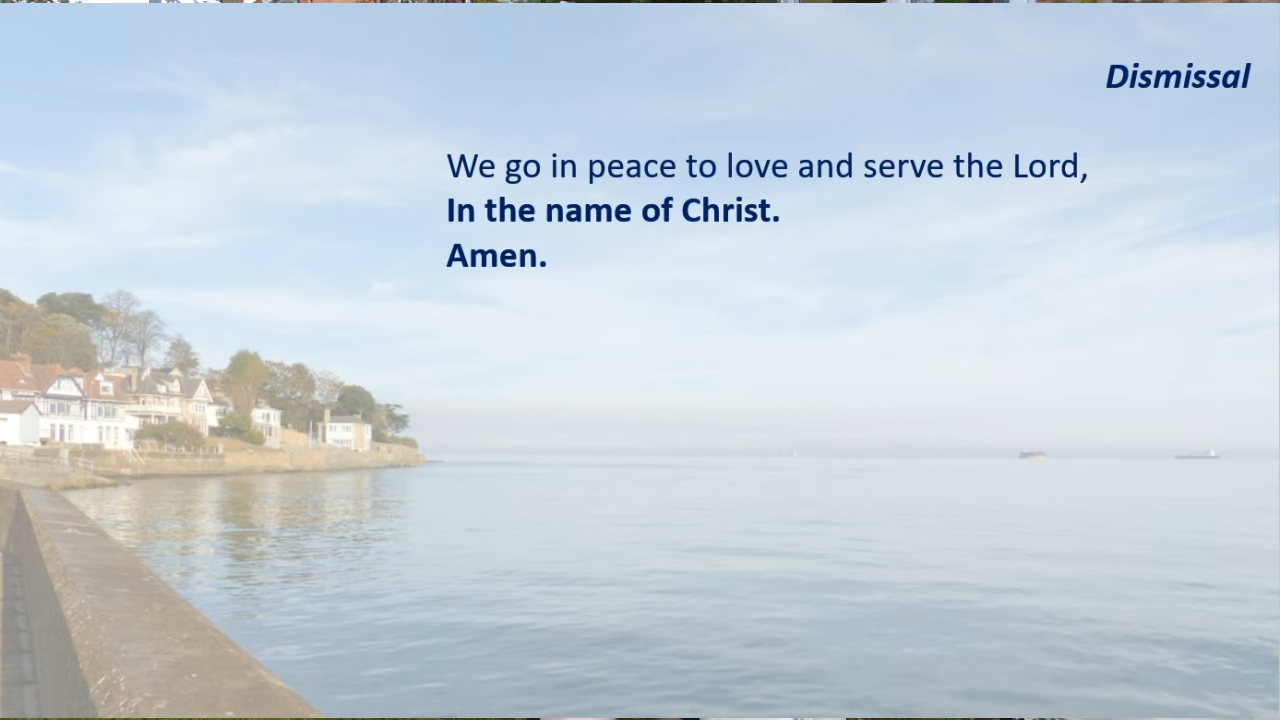 Dismissal
We go in peace to love and serve the Lord,
In the name of Christ.
Amen.